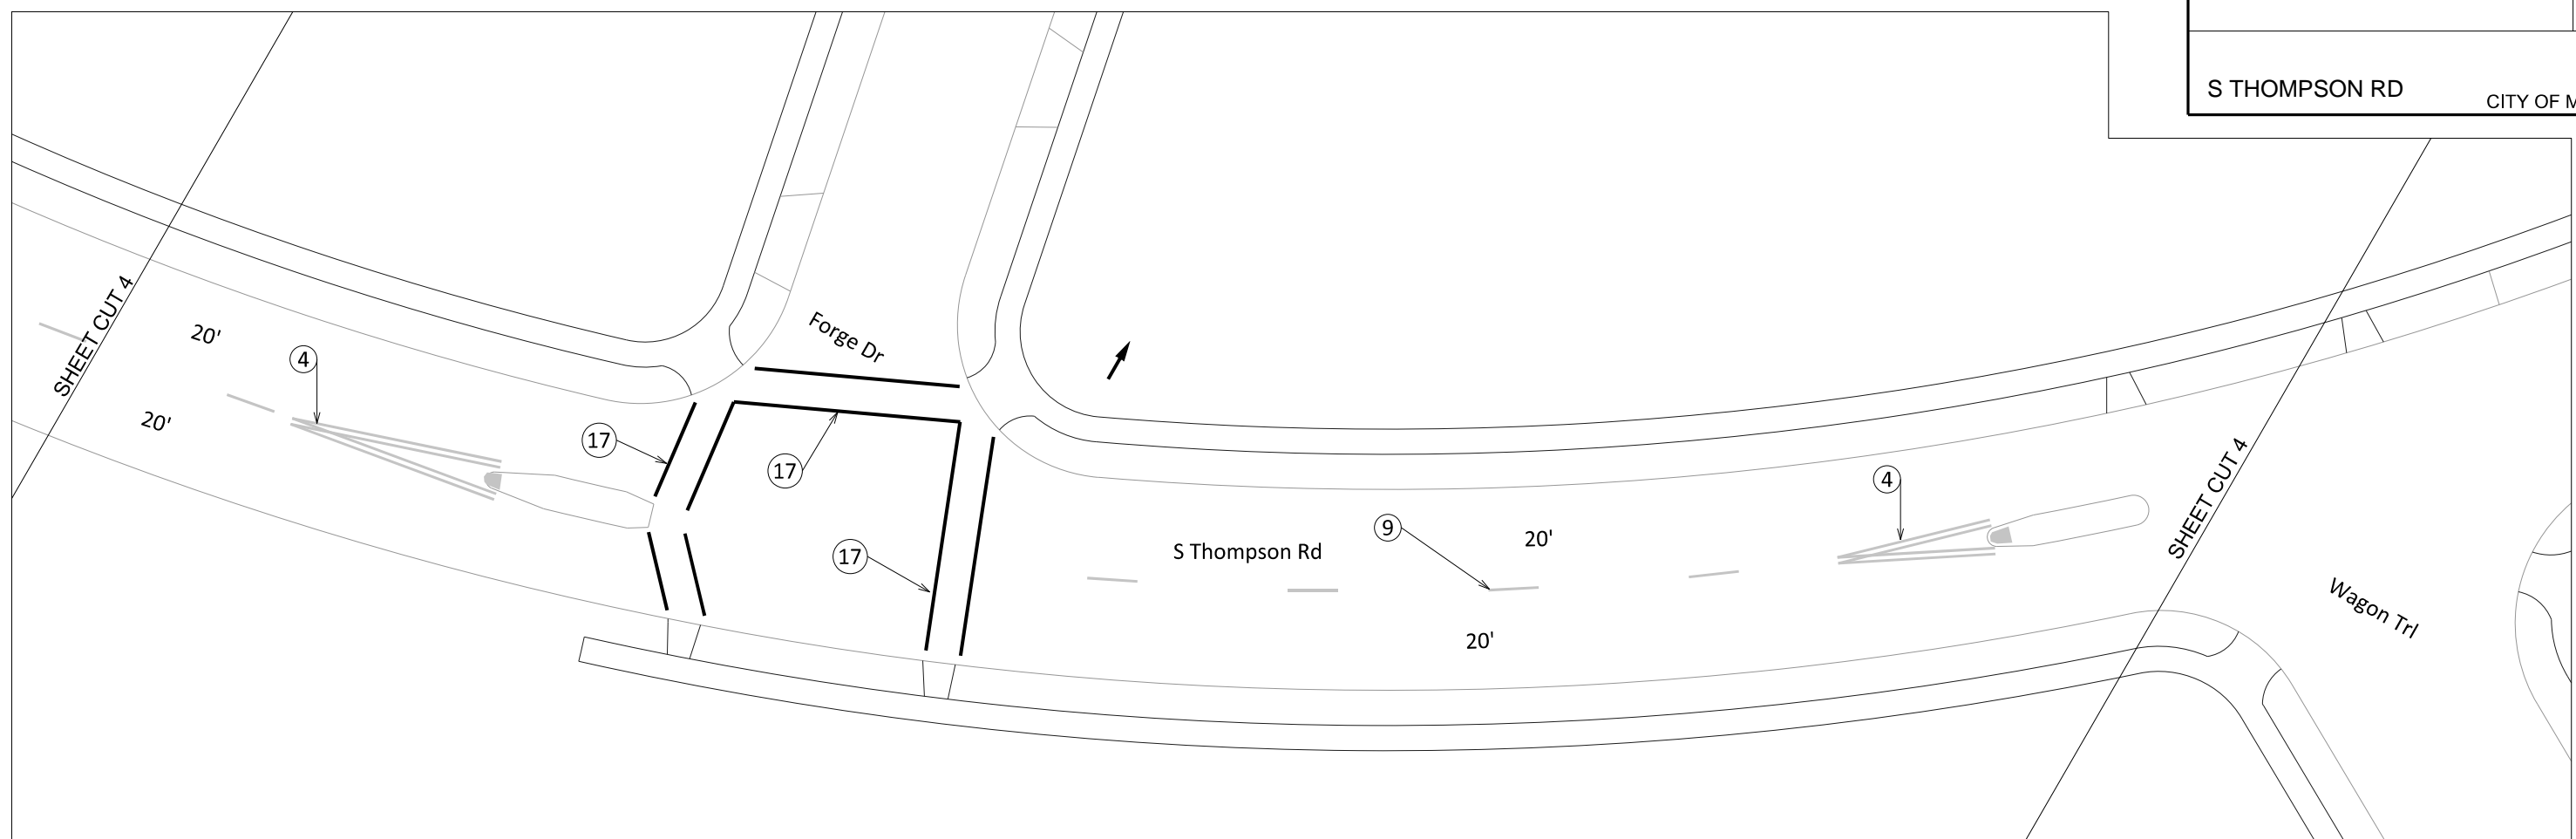 S THOMPSON RD
CITY OF M
SHEET CUT 4
20'
20'
4
17
Forge Dr
17
17
S Thompson Rd
9
20'
20'
4
SHEET CUT 4
Wagon Trl